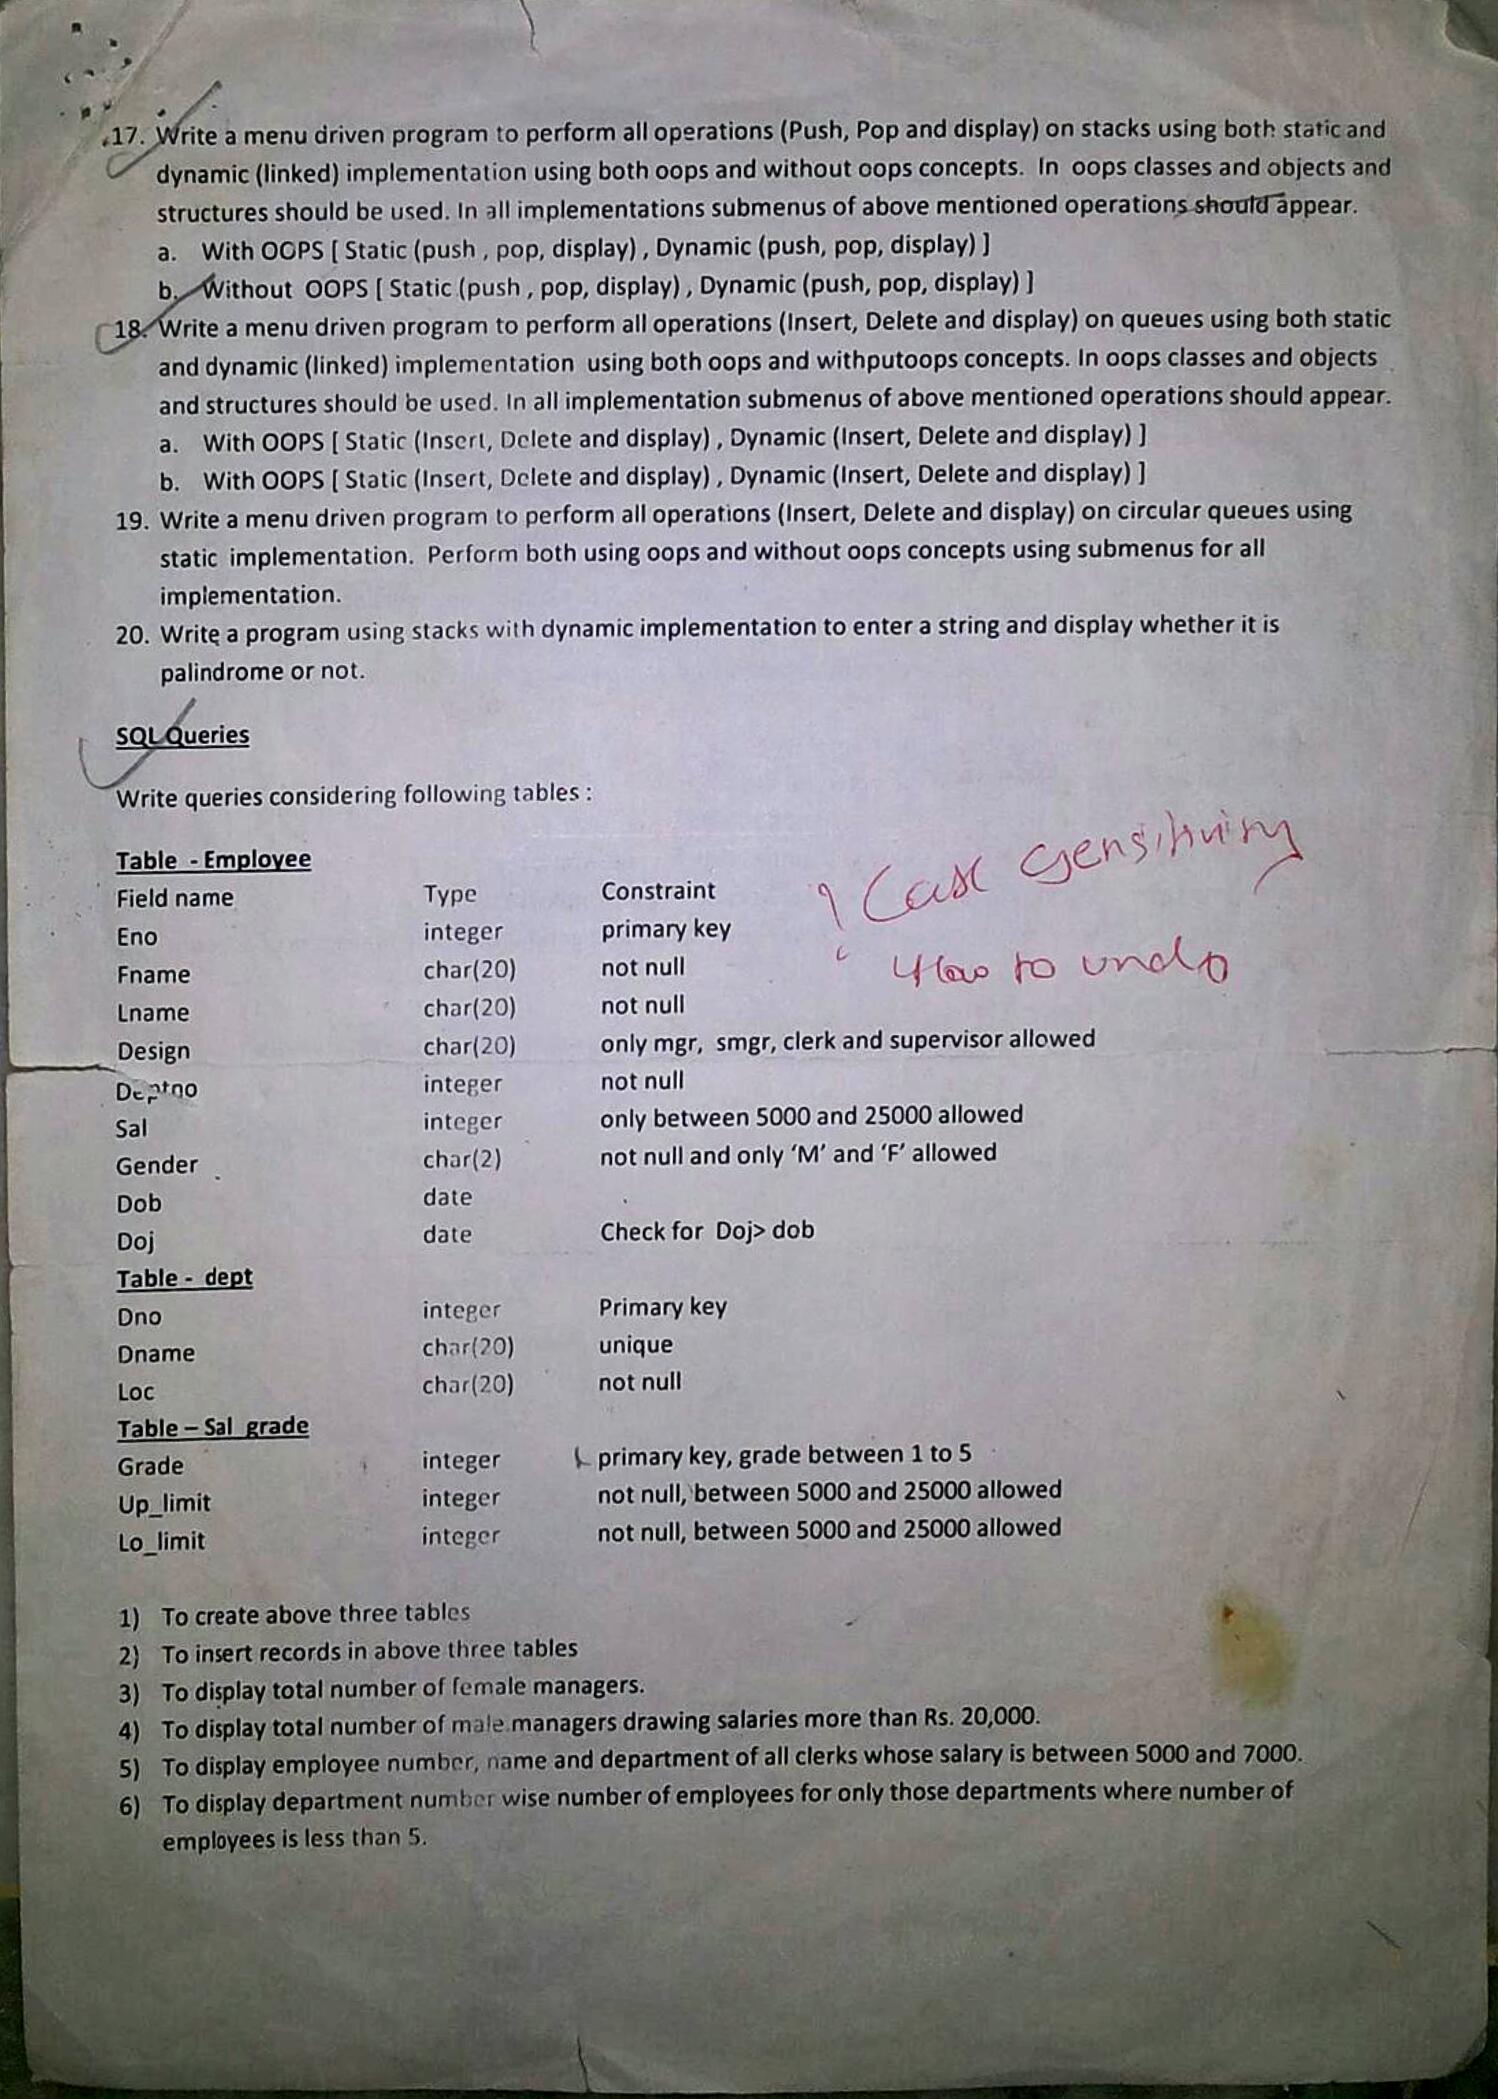 17. Write a menu driven program to perform all operations (Push, Pop and display) on stacks using both static and
dynamic (linked) implementation using both oops and without oops concepts. In oops classes and objects and
structures should be used. In all implementations submenus of above mentioned operations should appear.
a. With OOPS [ Static (push , pop, display) , Dynamic (push, pop, display) ]
b. Without OOPS [ Static (push , pop, display) , Dynamic (push, pop, display) ]
18. Write a menu driven program to perform all operations (Insert, Delete and display) on queues using both static
and dynamic (linked) implementation using both oops and withputoops concepts. In oops classes and objects
and structures should be used. In all implementation submenus of above mentioned operations should appear.
a. With OOPS [ Static (Insert, Delete and display) , Dynamic (Insert, Delete and display) ]
b. With OOPS [ Static (Insert, Delete and display) , Dynamic (Insert, Delete and display) ]
19. Write a menu driven program to perform all operations (Insert, Delete and display) on circular queues using
static implementation. Perform both using oops and without oops concepts using submenus for all
implementation.
20. Write a program using stacks with dynamic implementation to enter a string and display whether it is
palindrome or not.
SQL Queries
Write queries considering following tables :
Table - Employee
Field name Type Constraint
Case sensitivity
Eno integer primary key
Fname char(20) not null
How to undo
Lname char(20) not null
Design char(20) only mgr, smgr, clerk and supervisor allowed
Deptno integer not null
Sal integer only between 5000 and 25000 allowed
Gender char(2) not null and only ‘M’ and ‘F’ allowed
Dob date
Doj date Check for Doj> dob
Table - dept
Dno integer Primary key
Dname char(20) unique
Loc char(20) not null
Table – Sal_grade
Grade integer primary key, grade between 1 to 5
Up_limit integer not null, between 5000 and 25000 allowed
Lo_limit integer not null, between 5000 and 25000 allowed
1) To create above three tables
2) To insert records in above three tables
3) To display total number of female managers.
4) To display total number of male managers drawing salaries more than Rs. 20,000.
5) To display employee number, name and department of all clerks whose salary is between 5000 and 7000.
6) To display department number wise number of employees for only those departments where number of
employees is less than 5.